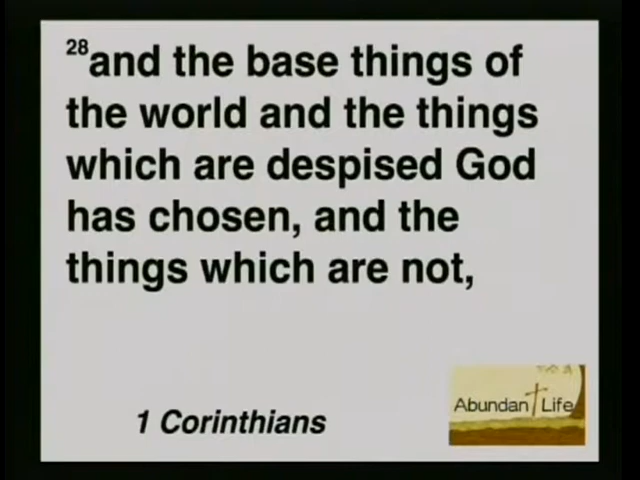 28and the base things of
the world and the things
which are despised God
has chosen, and the
things which are not,
1 Corinthians
Abundan Life